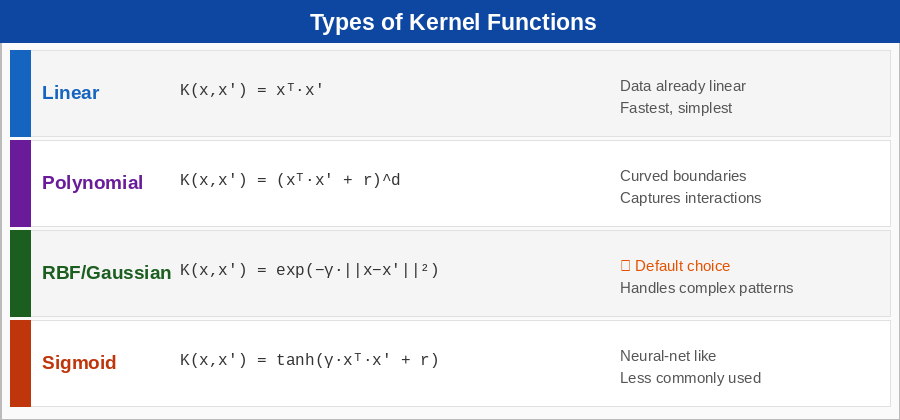 Types of Kernel Functions
Linear
K(x,x') = xᵀ·x'
Data already linear
Fastest, simplest
Polynomial
K(x,x') = (xᵀ·x' + r)^d
Curved boundaries
Captures interactions
RBF/Gaussian
K(x,x') = exp(−γ·||x−x'||²)
Default choice
Handles complex patterns
Sigmoid
K(x,x') = tanh(γ·xᵀ·x' + r)
Neural-net like
Less commonly used